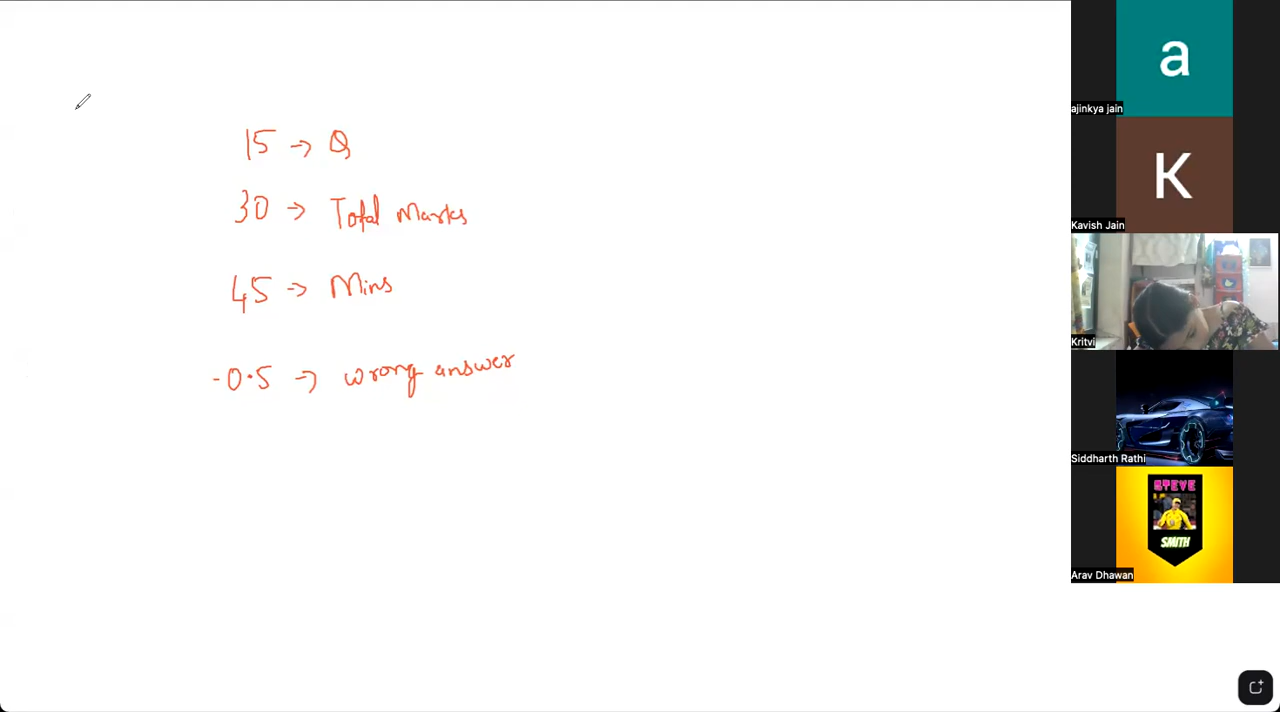 15 → Q
30 → Total Marks
45 → Mins
-0.5 → wrong answer
a
ajinkya jain
K
Kavish Jain
Kritvi
Siddharth Rathi
STEVE
SMITH
Arav Dhawan